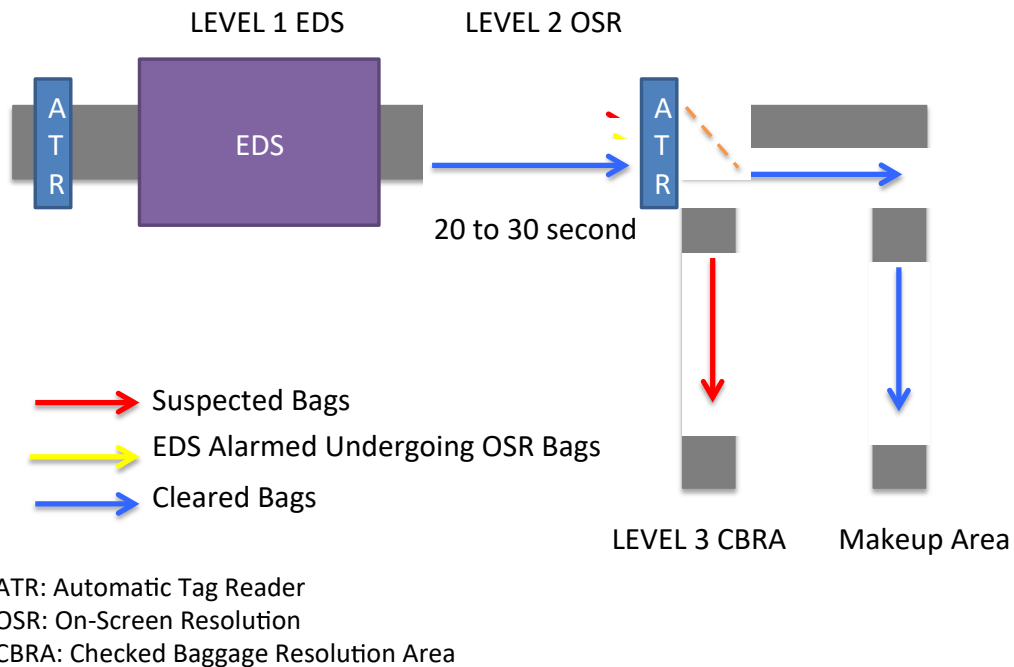 LEVEL 1 EDS
LEVEL 2 OSR
A
T
R
EDS
A
T
R
20 to 30 second
Suspected Bags
EDS Alarmed Undergoing OSR Bags
Cleared Bags
LEVEL 3 CBRA
Makeup Area
ATR: Automatic Tag Reader
OSR: On-Screen Resolution
CBRA: Checked Baggage Resolution Area